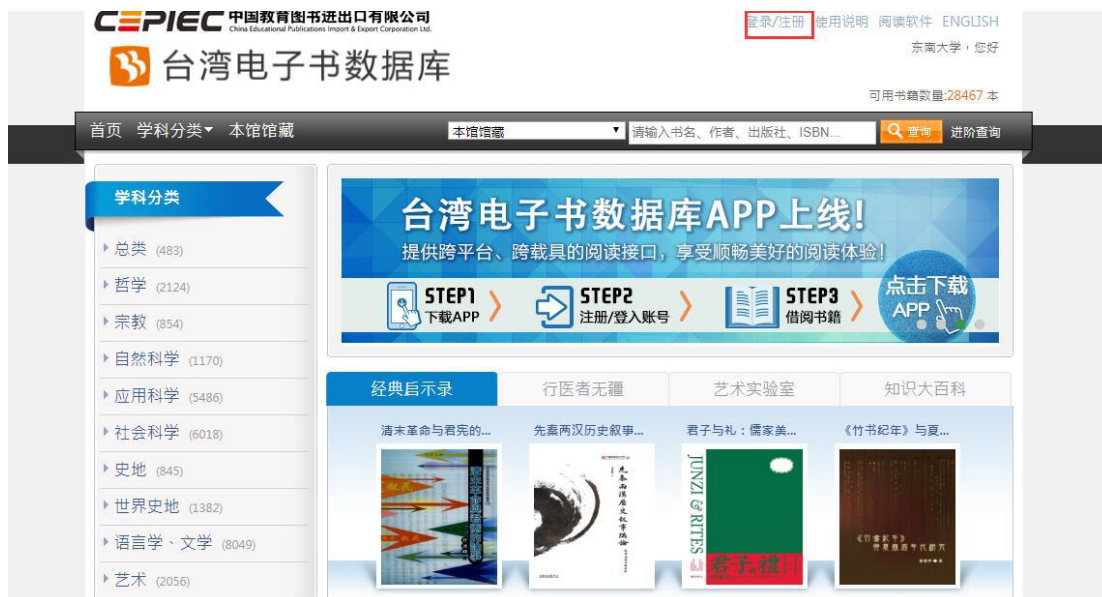 CEPIEC 中国教育图书进出口有限公司
China Educational Publications Import & Export Corporation Ltd.
登录/注册 使用说明 阅读软件 ENGLISH
台湾电子书数据库
东南大学，您好
可用书籍数量:28467 本
首页 学科分类 本馆馆藏
本馆馆藏 请输入书名、作者、出版社、ISBN... 查询 进阶查询
学科分类
总类 (483)
哲学 (2124)
宗教 (854)
自然科学 (1170)
应用科学 (5486)
社会科学 (6018)
史地 (845)
世界史地 (1382)
语言学、文学 (8049)
艺术 (2056)
台湾电子书数据库APP上线!
提供跨平台、跨载具的阅读接口，享受顺畅美好的阅读体验!
STEP1
下载APP
STEP2
注册/登入账号
STEP3
借阅书籍
点击下载
APP
经典启示录 行医者无疆 艺术实验室 知识大百科
清末革命与君宪的... 先秦两汉历史叙事... 君子与礼：儒家美... 《竹书纪年》与夏...
JUNZI & RITES
君子與禮